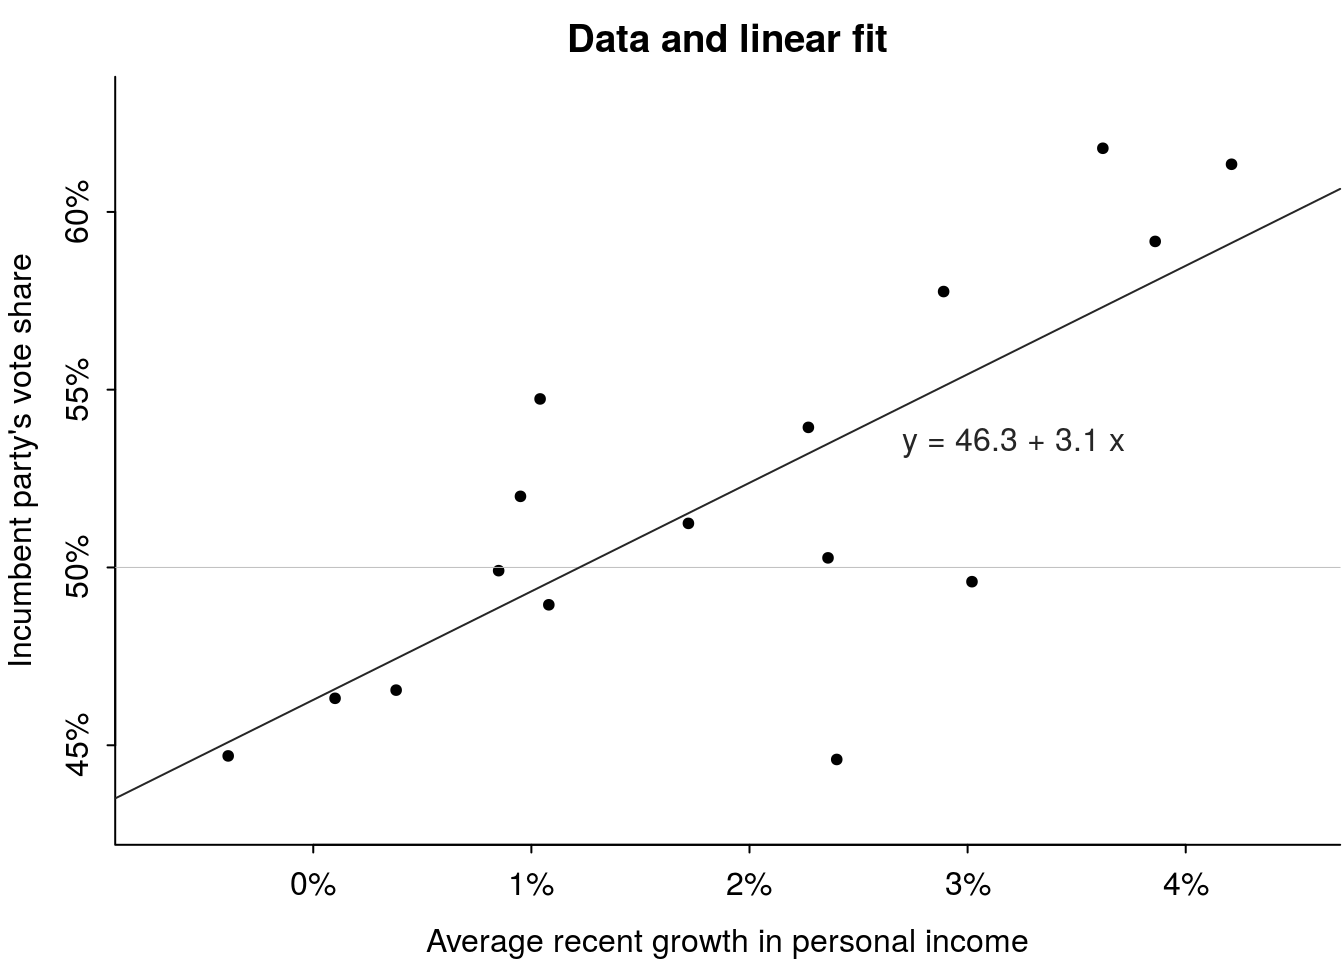 Data and linear fit
Incumbent party's vote share
60%
55%
50%
45%
y = 46.3 + 3.1 x
0% 1% 2% 3% 4%
Average recent growth in personal income